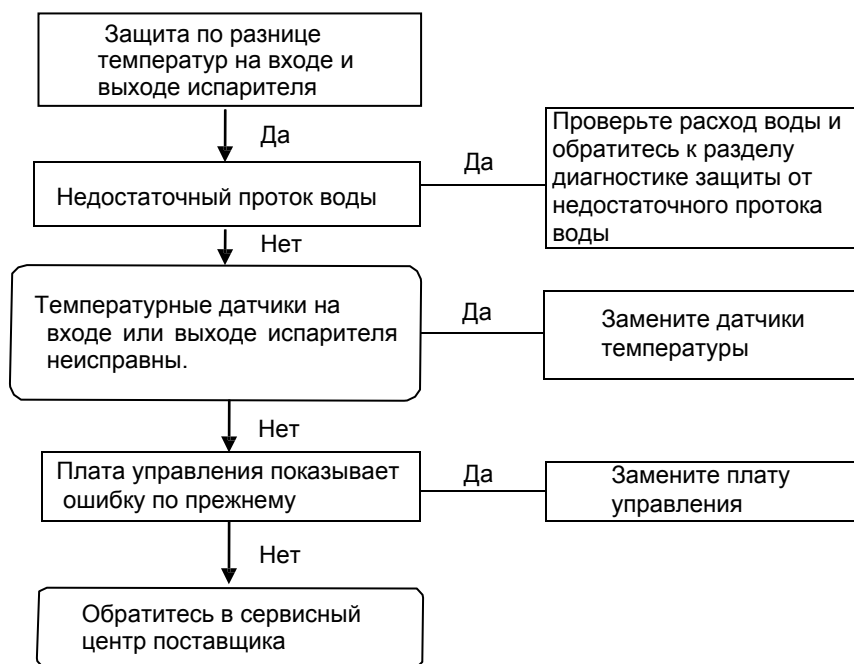 Защита по разнице
температур на входе и
выходе испарителя
Да
Недостаточный проток воды
Да
Проверьте расход воды и
обратитесь к разделу
диагностике защиты от
недостаточного протока
воды
Нет
Температурные датчики на
входе или выходе испарителя
неисправны.
Да
Замените датчики
температуры
Нет
Плата управления показывает
ошибку по прежнему
Да
Замените плату
управления
Нет
Обратитесь в сервисный
центр поставщика